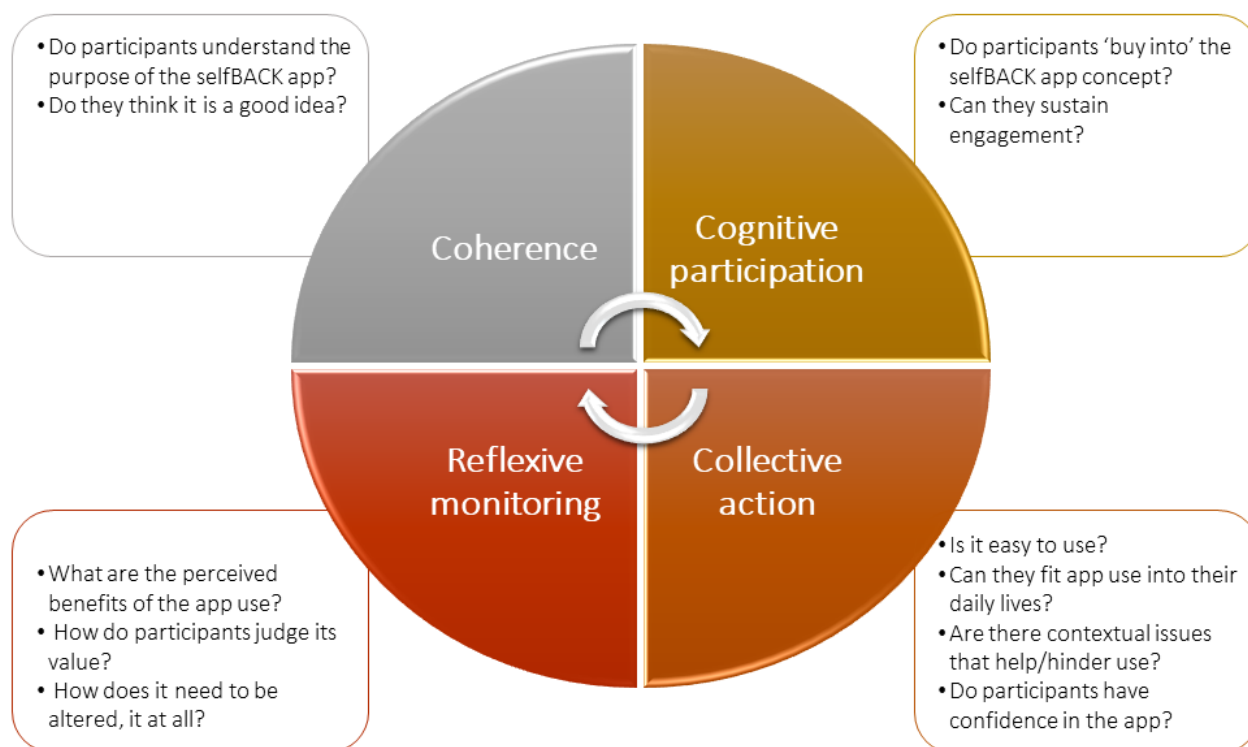 •Do participants understand the
purpose of the selfBACK app?
•Do they think it is a good idea?
•Do participants ‘buy into’ the
selfBACK app concept?
•Can they sustain
engagement?
Coherence
Cognitive
participation
Reflexive
monitoring
Collective
action
•What are the perceived
benefits of the app use?
• How do participants judge its
value?
• How does it need to be
altered, it at all?
•Is it easy to use?
•Can they fit app use into their
daily lives?
•Are there contextual issues
that help/hinder use?
•Do participants have
confidence in the app?